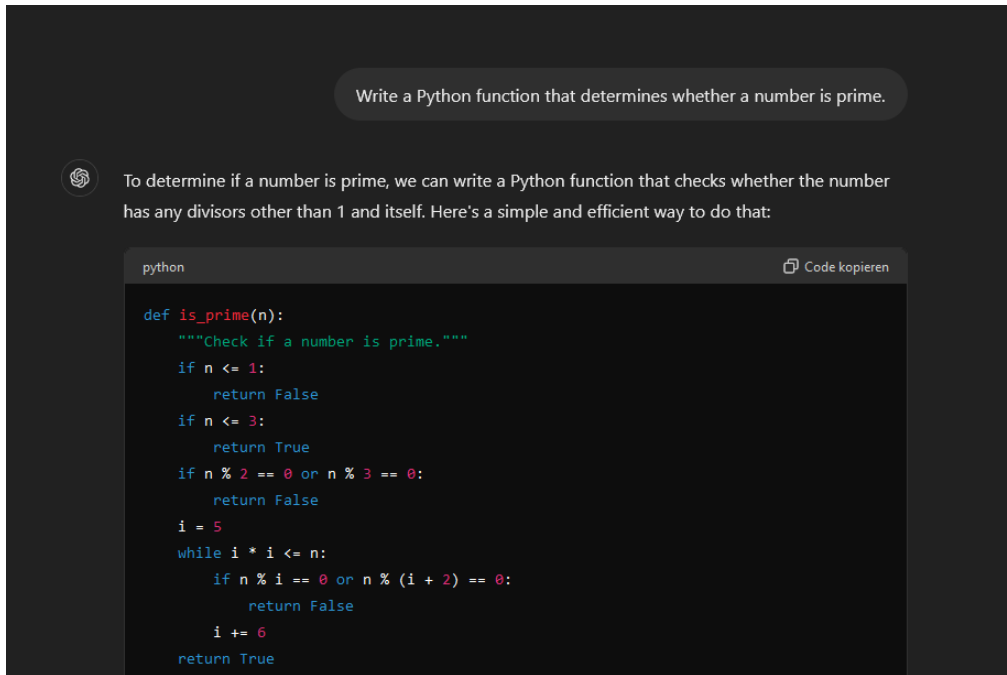 Write a Python function that determines whether a number is prime.
To determine if a number is prime, we can write a Python function that checks whether the number
has any divisors other than 1 and itself. Here's a simple and efficient way to do that:
python
Code kopieren
def is_prime(n):
    """Check if a number is prime."""
    if n <= 1:
        return False
    if n <= 3:
        return True
    if n % 2 == 0 or n % 3 == 0:
        return False
    i = 5
    while i * i <= n:
        if n % i == 0 or n % (i + 2) == 0:
            return False
        i += 6
    return True